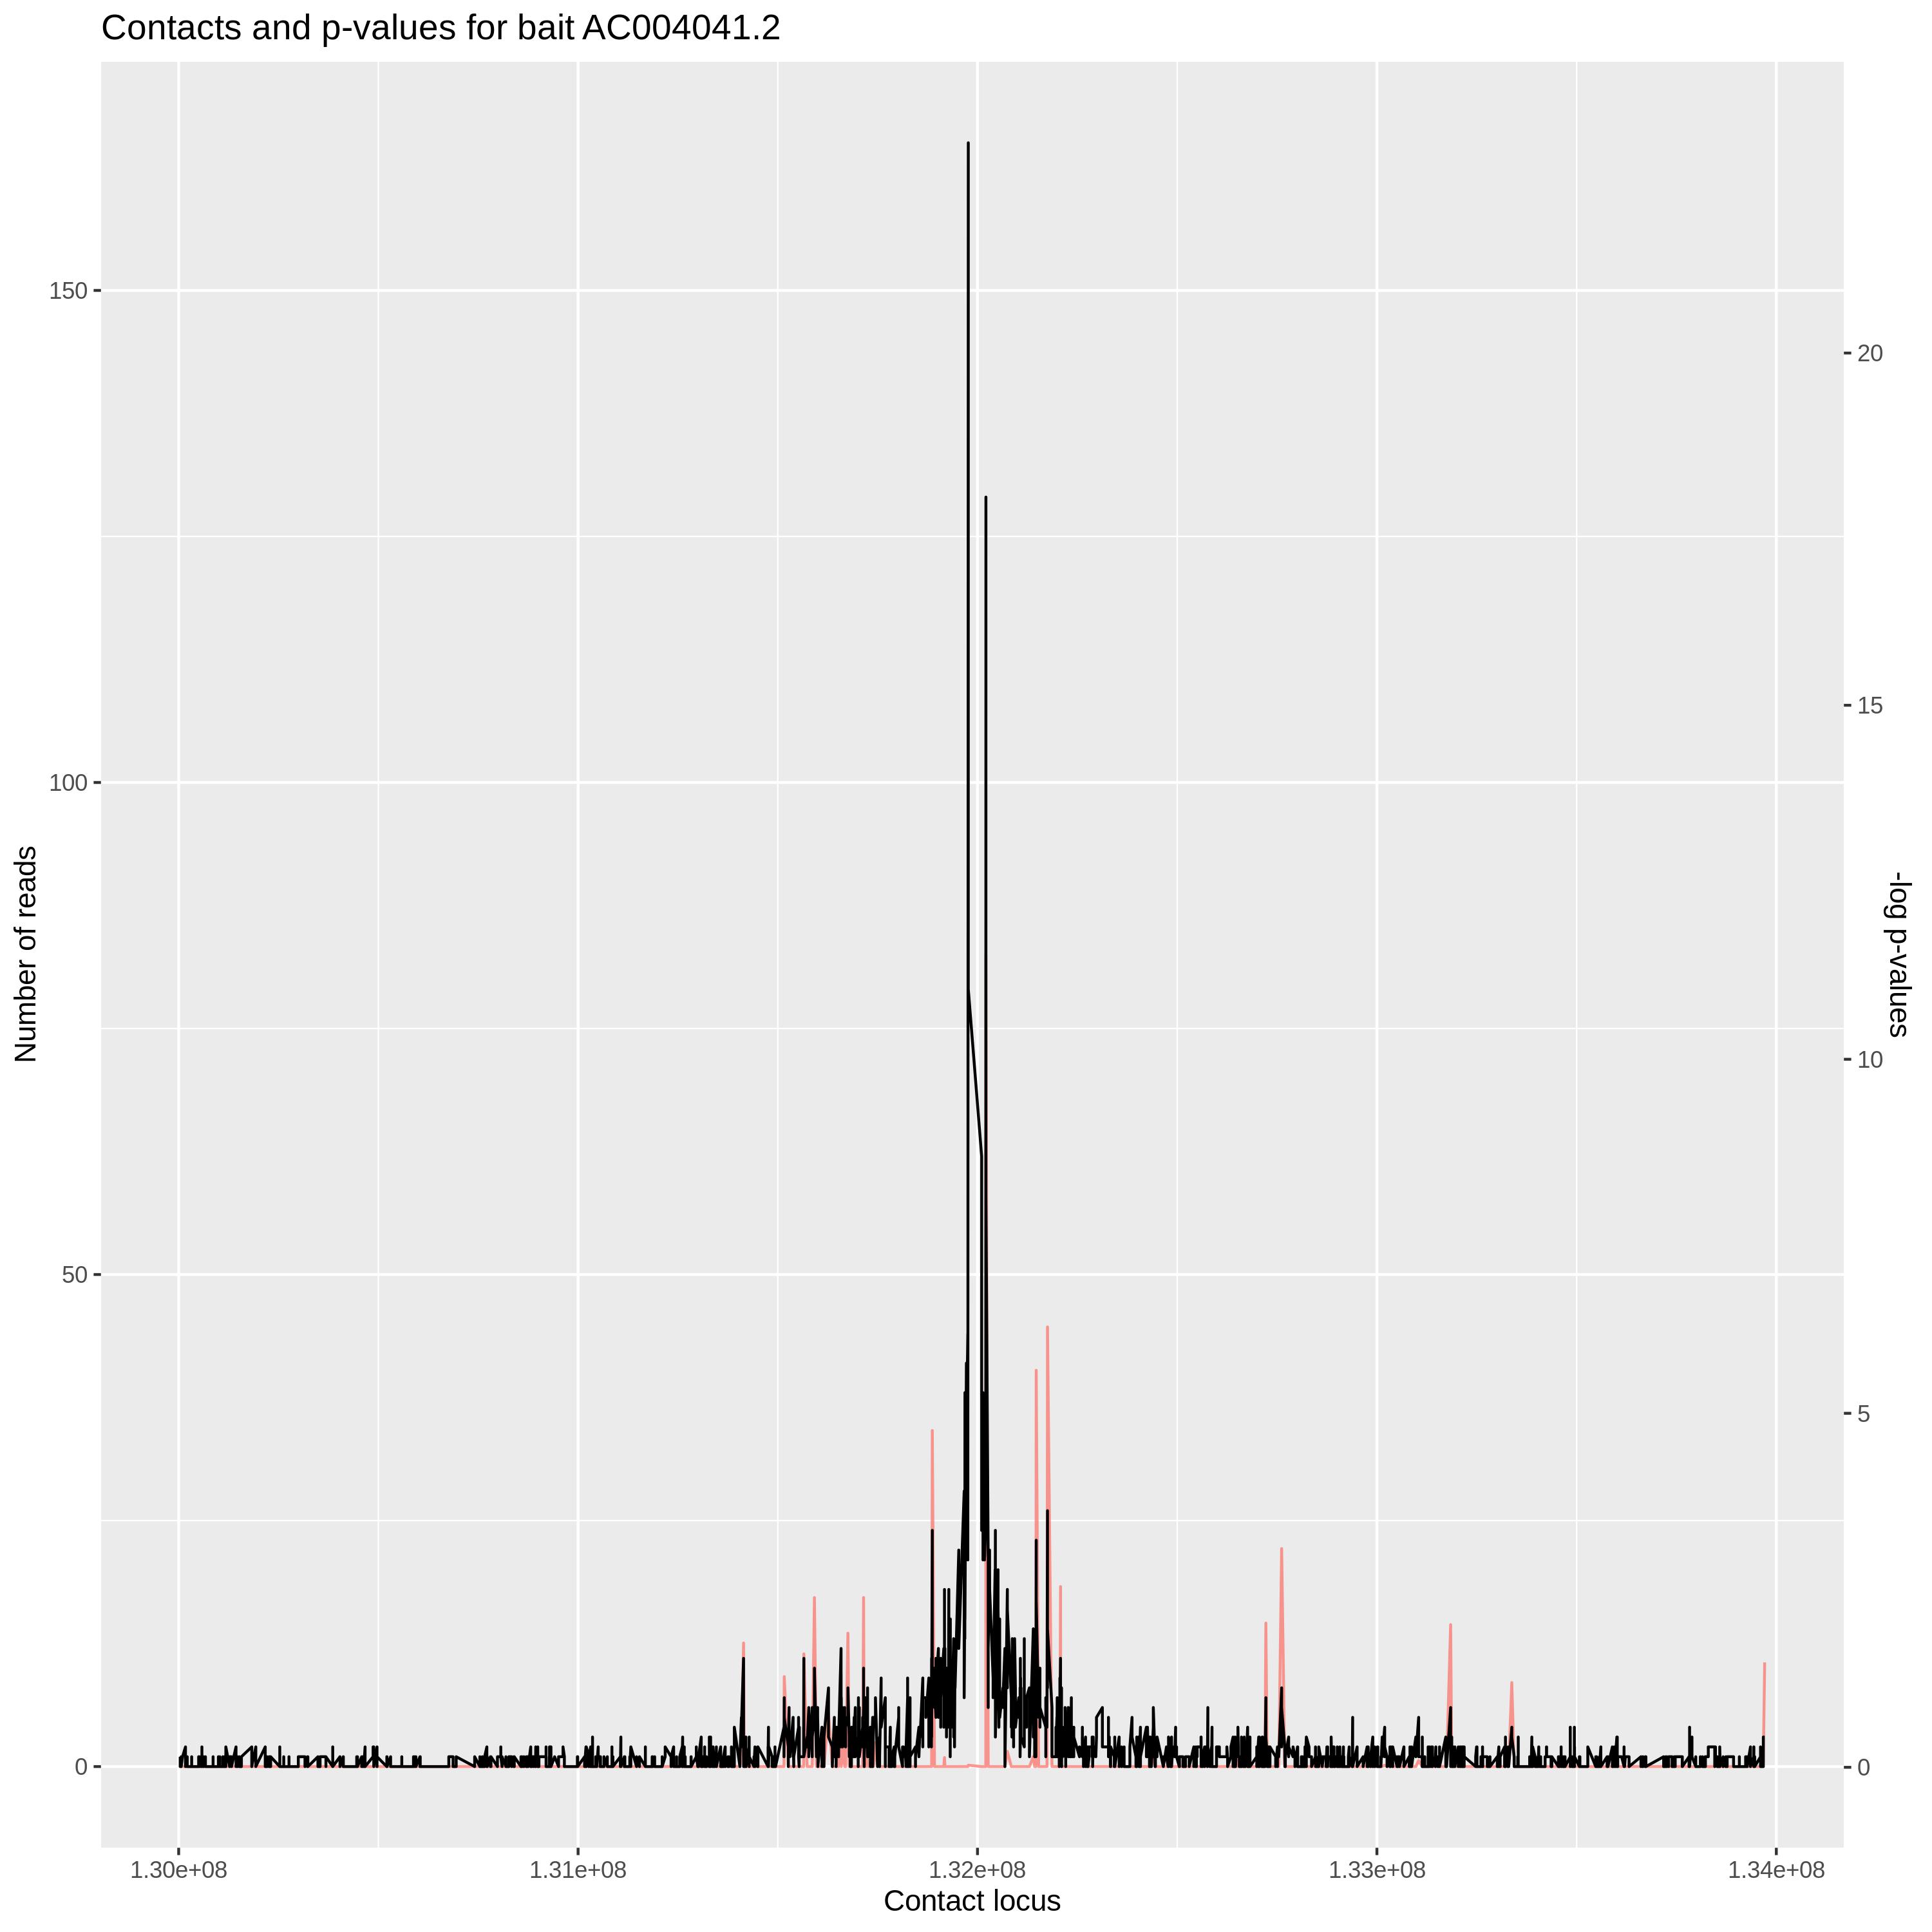 Contacts and p-values for bait AC004041.2
150
100
50
0
Number of reads
20
15
10
5
0
-log p-values
1.30e+08
1.31e+08
1.32e+08
1.33e+08
1.34e+08
Contact locus